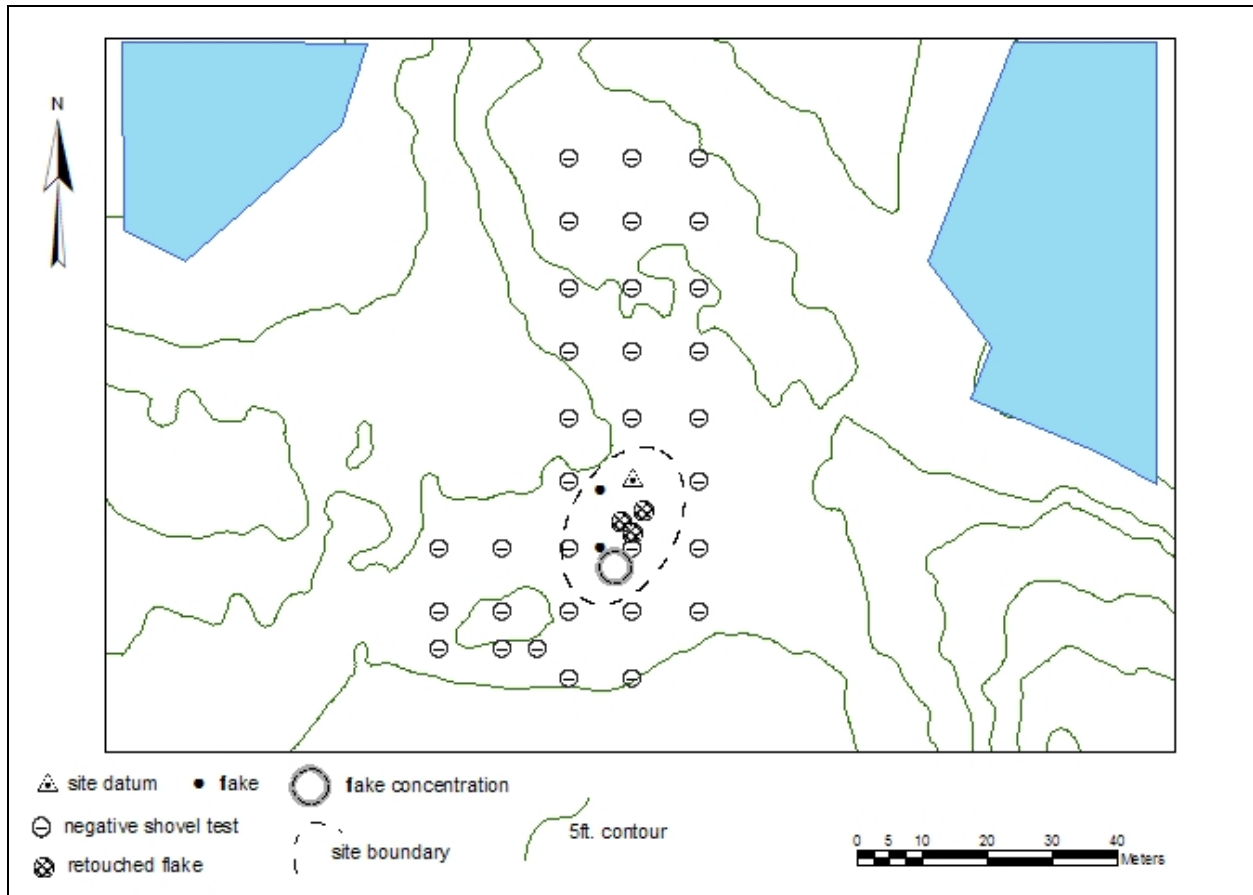 N
site datum
fake
fake concentration
negative shovel test
site boundary
5ft. contour
retouched flake
0 5 10 20 30 40
Meters